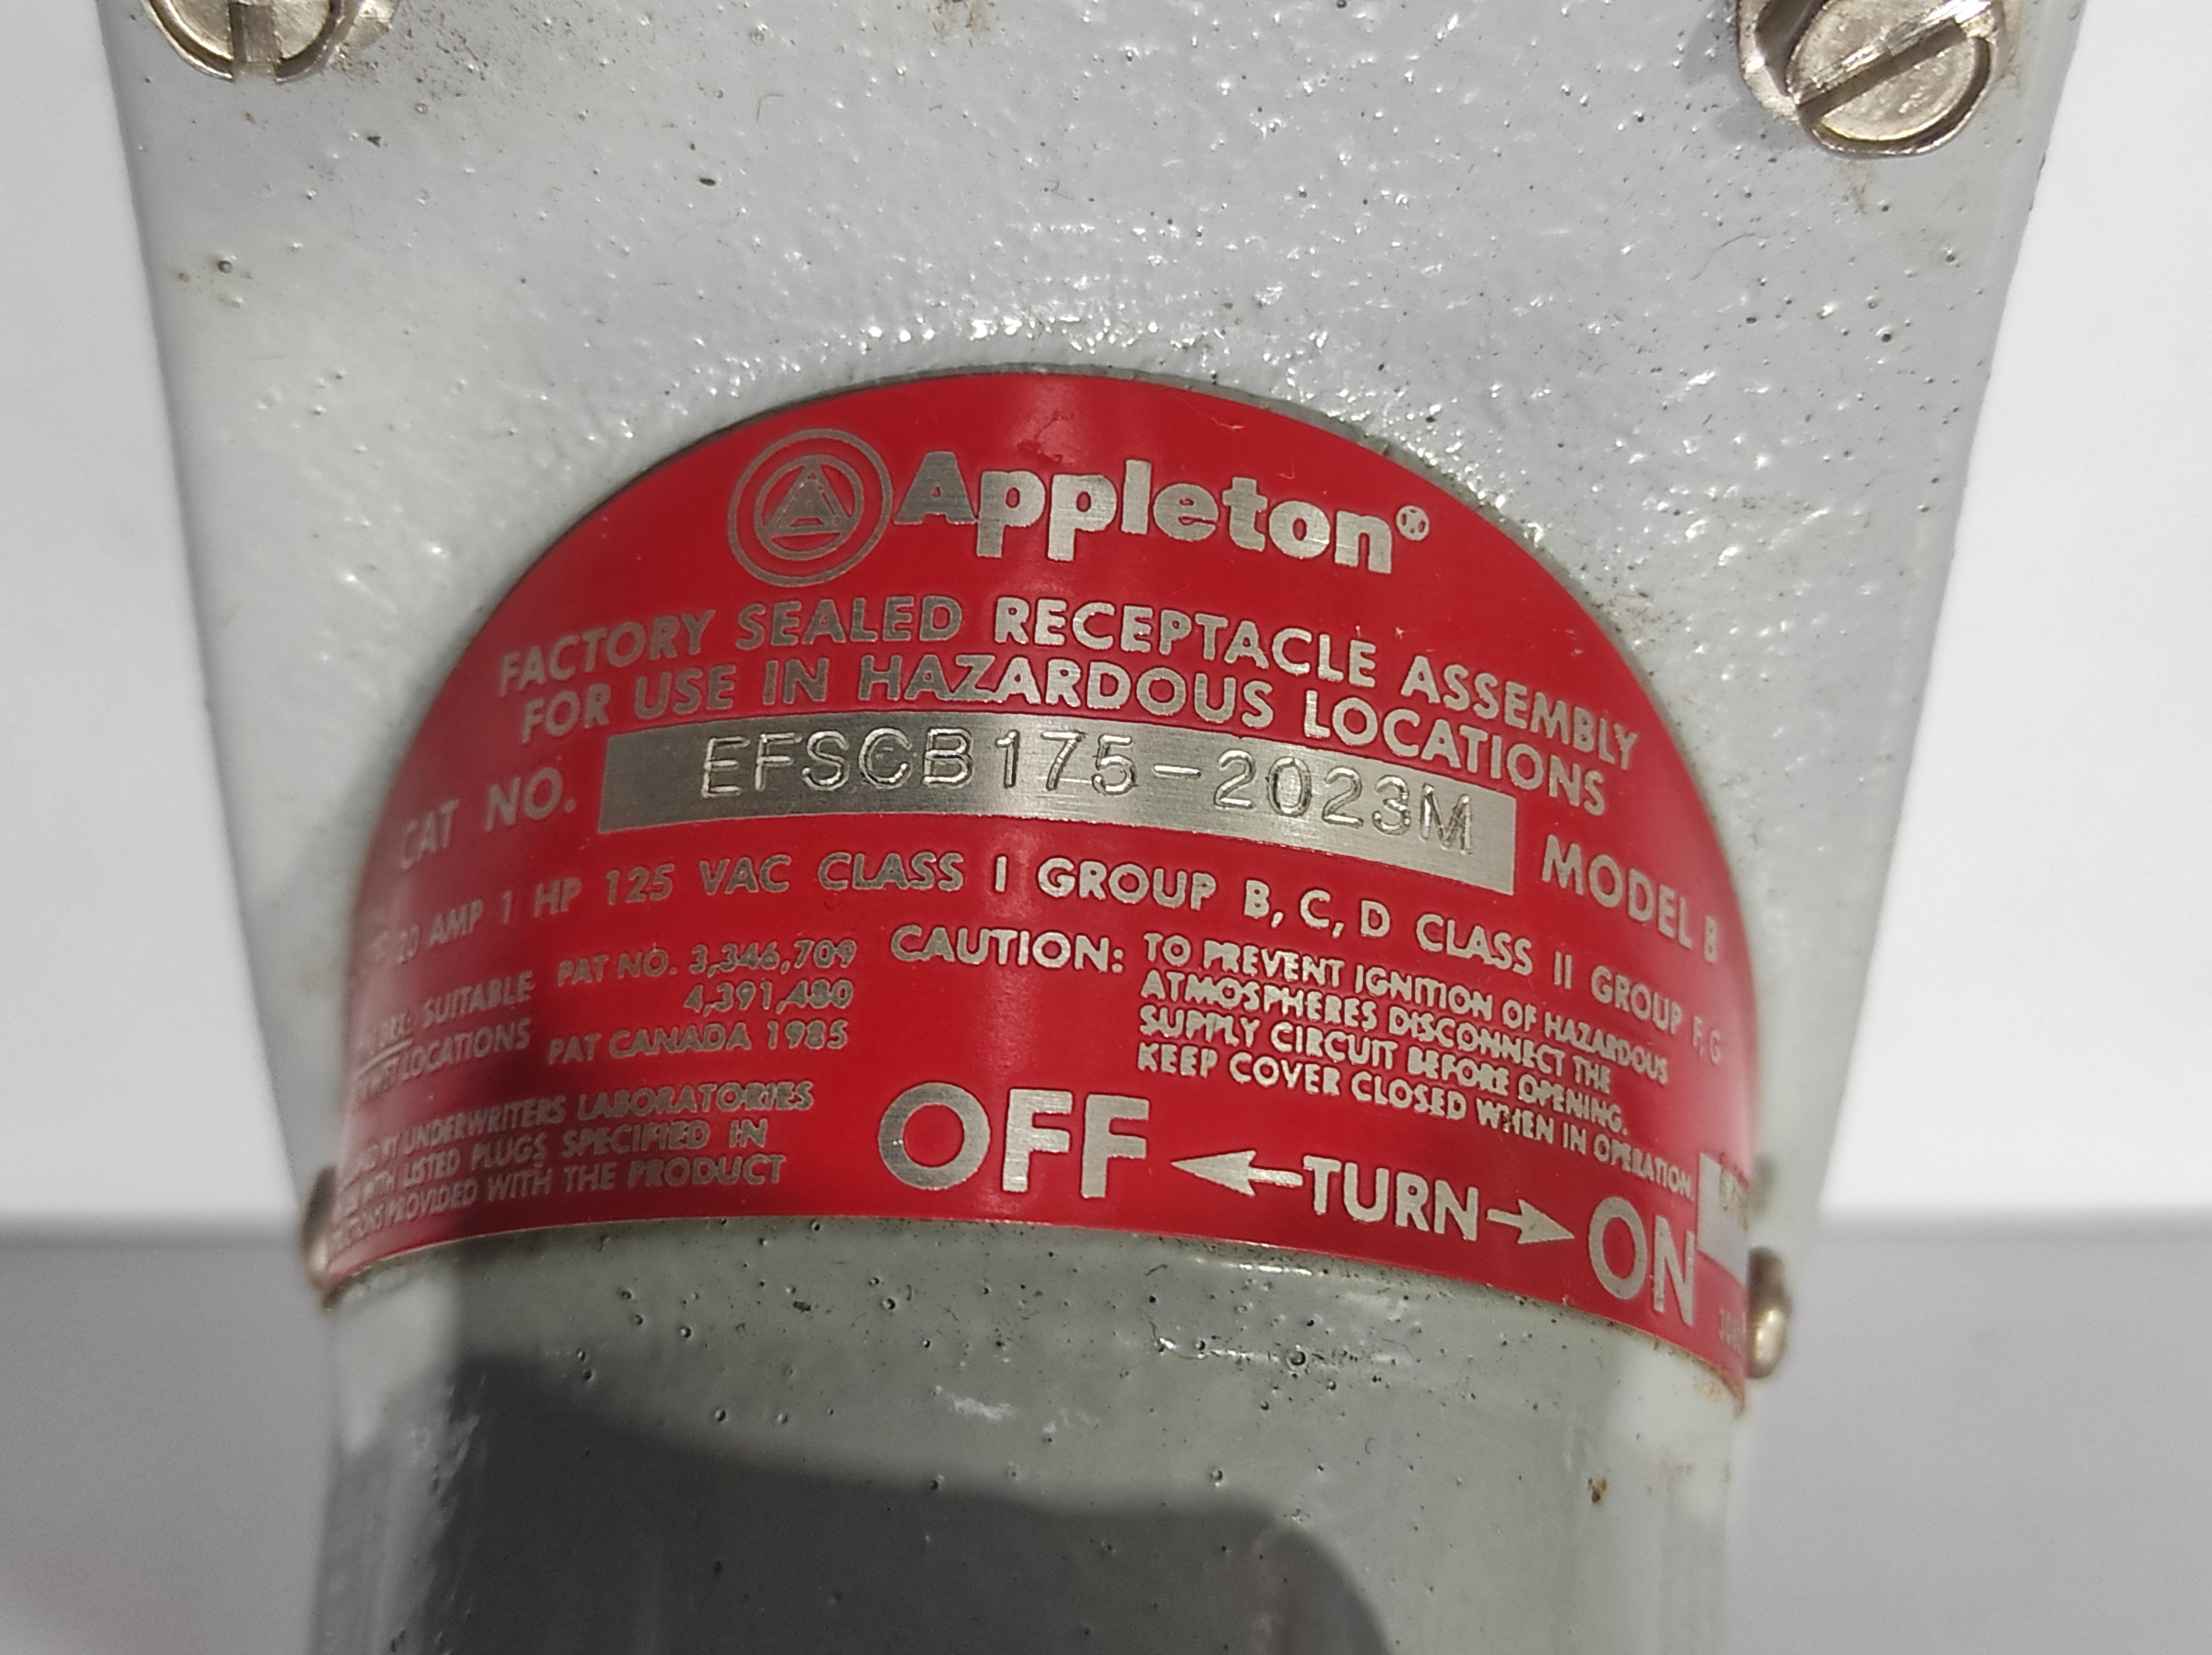 Appleton®
FACTORY SEALED RECEPTACLE ASSEMBLY
FOR USE IN HAZARDOUS LOCATIONS
CAT NO. EFSCB175-2023M MODEL B
20 AMP 1 HP 125 VAC CLASS I GROUP B, C, D CLASS II GROUP F, G
SUITABLE
LOCATIONS
PAT NO. 3,346,709
4,391,480
PAT CANADA 1985
BY UNDERWRITERS LABORATORIES
WITH LISTED PLUGS SPECIFIED IN
PROVIDED WITH THE PRODUCT
CAUTION: TO PREVENT IGNITION OF HAZARDOUS
ATMOSPHERES DISCONNECT THE
SUPPLY CIRCUIT BEFORE OPENING.
KEEP COVER CLOSED WHEN IN OPERATION.
OFF ←TURN→ ON